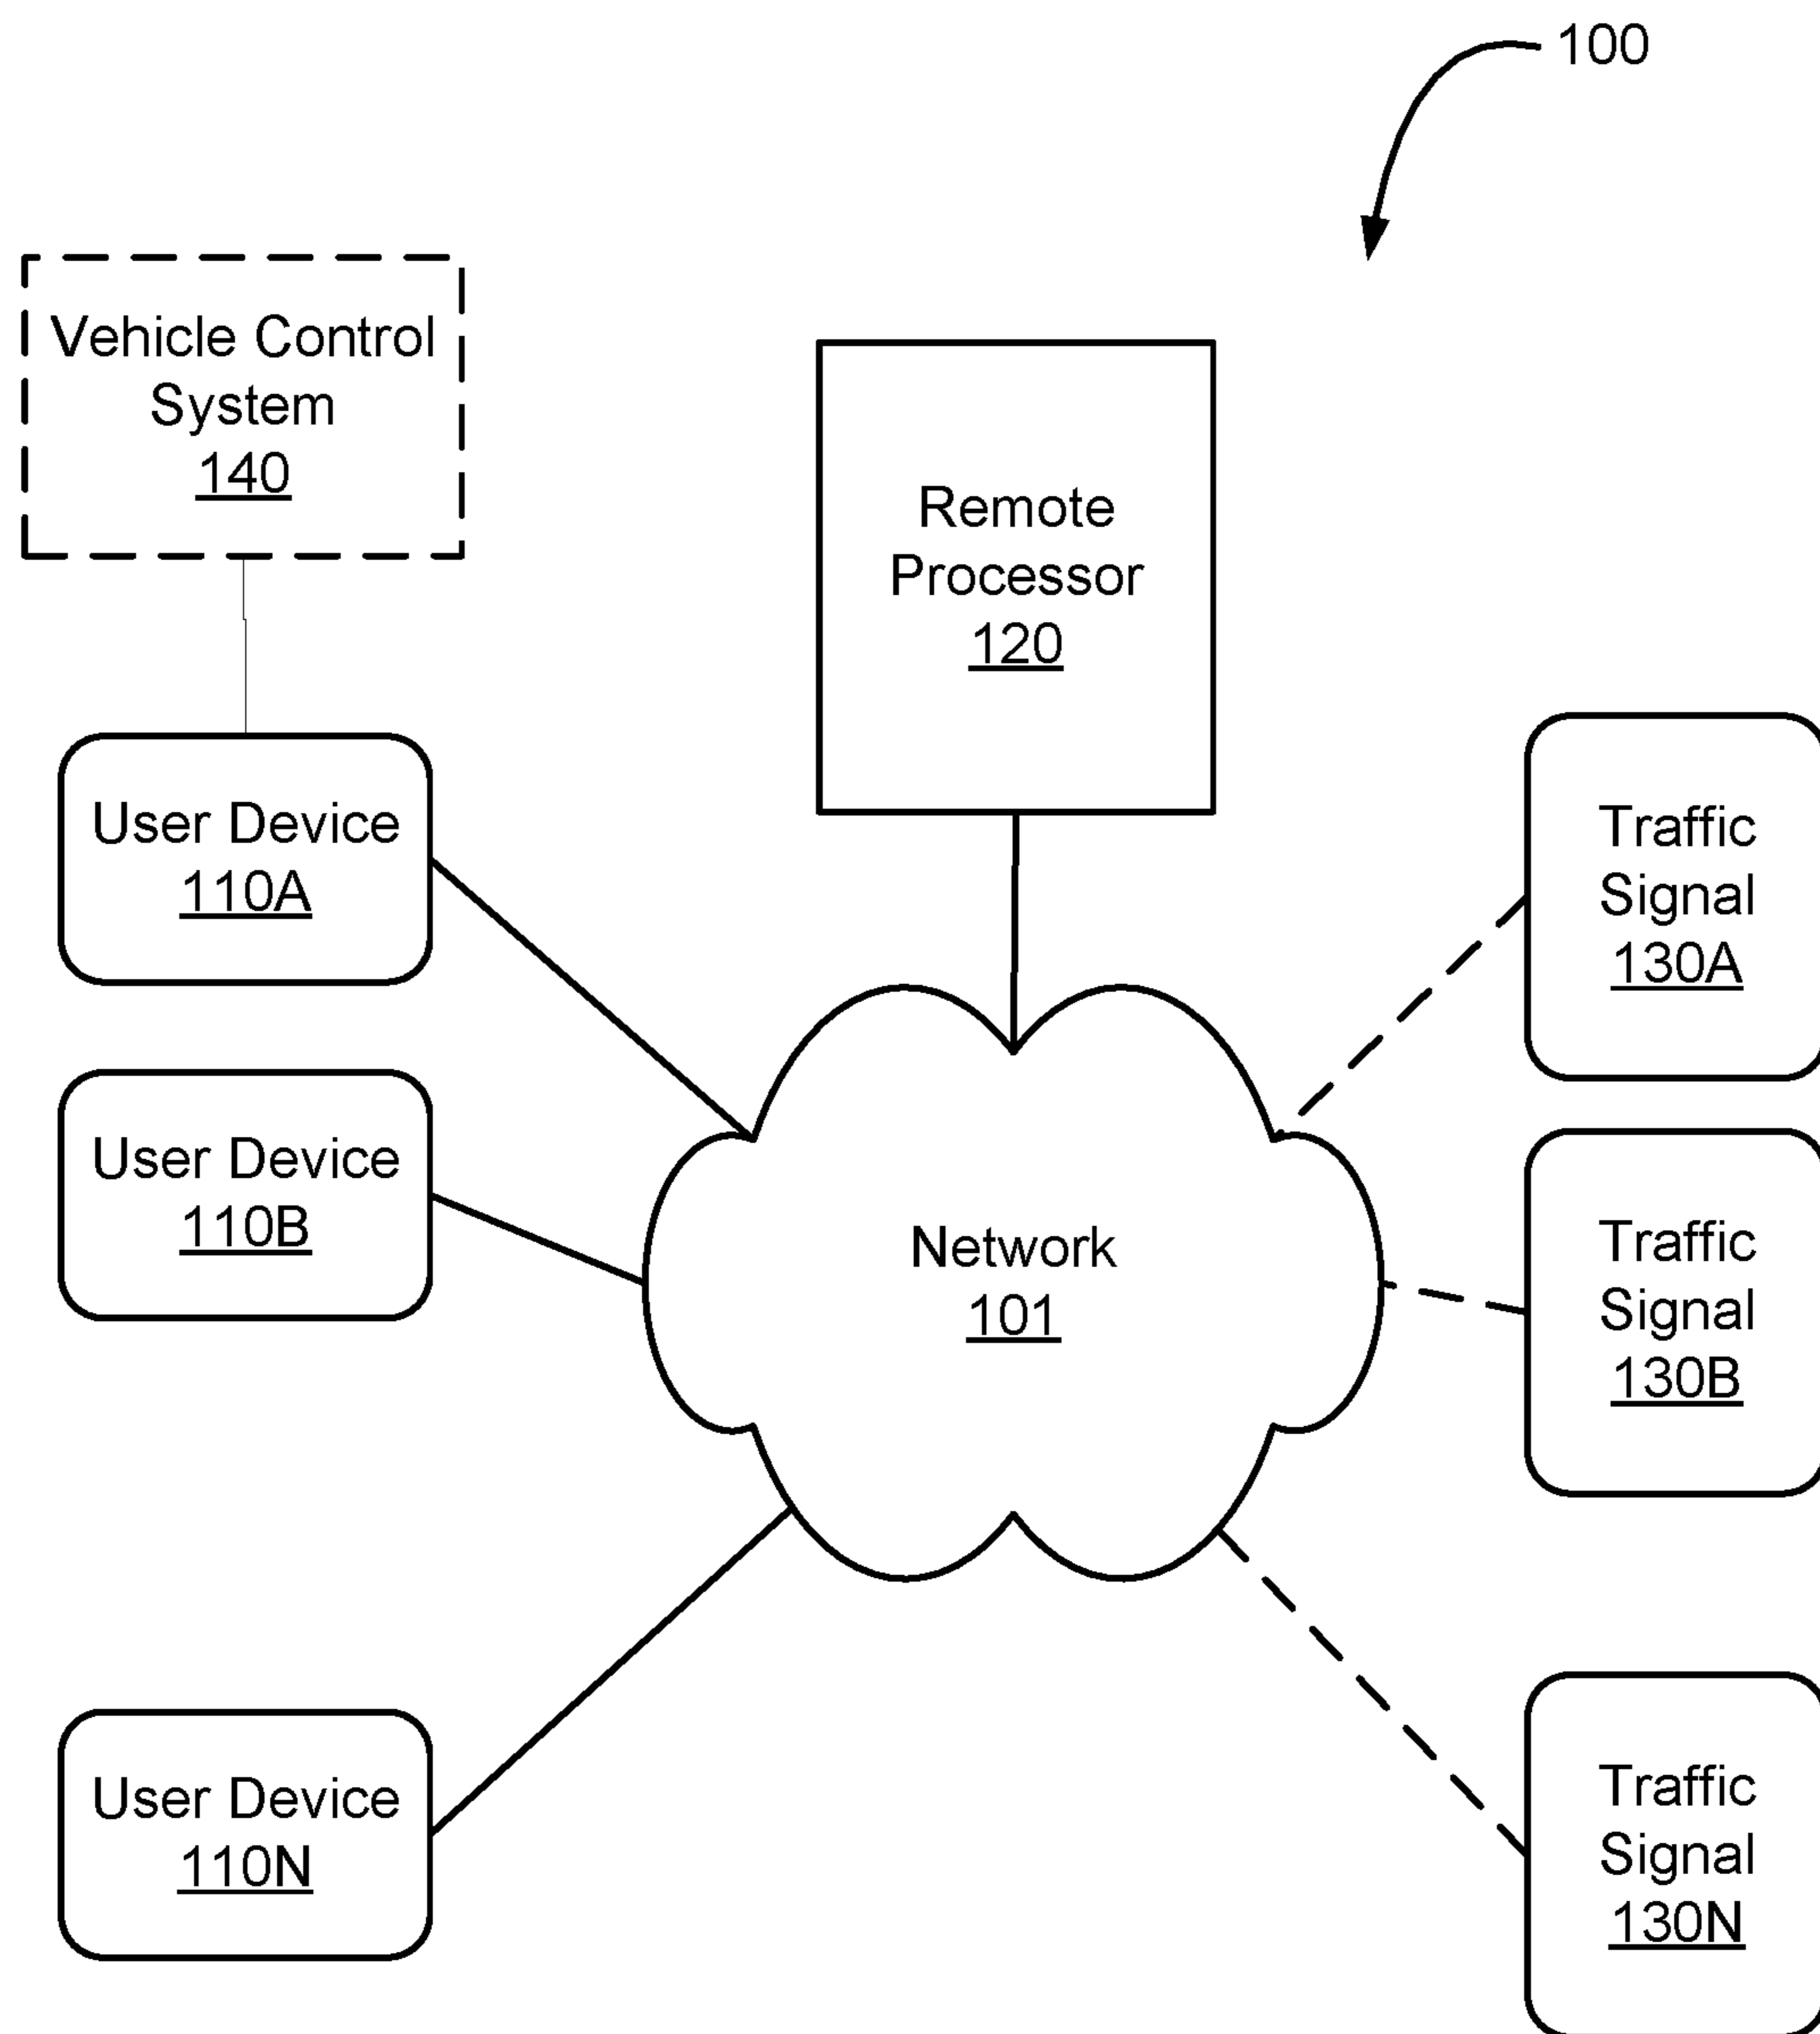 100
Vehicle Control
System
140
Remote
Processor
120
User Device
110A
Traffic
Signal
130A
User Device
110B
Network
101
Traffic
Signal
130B
User Device
110N
Traffic
Signal
130N